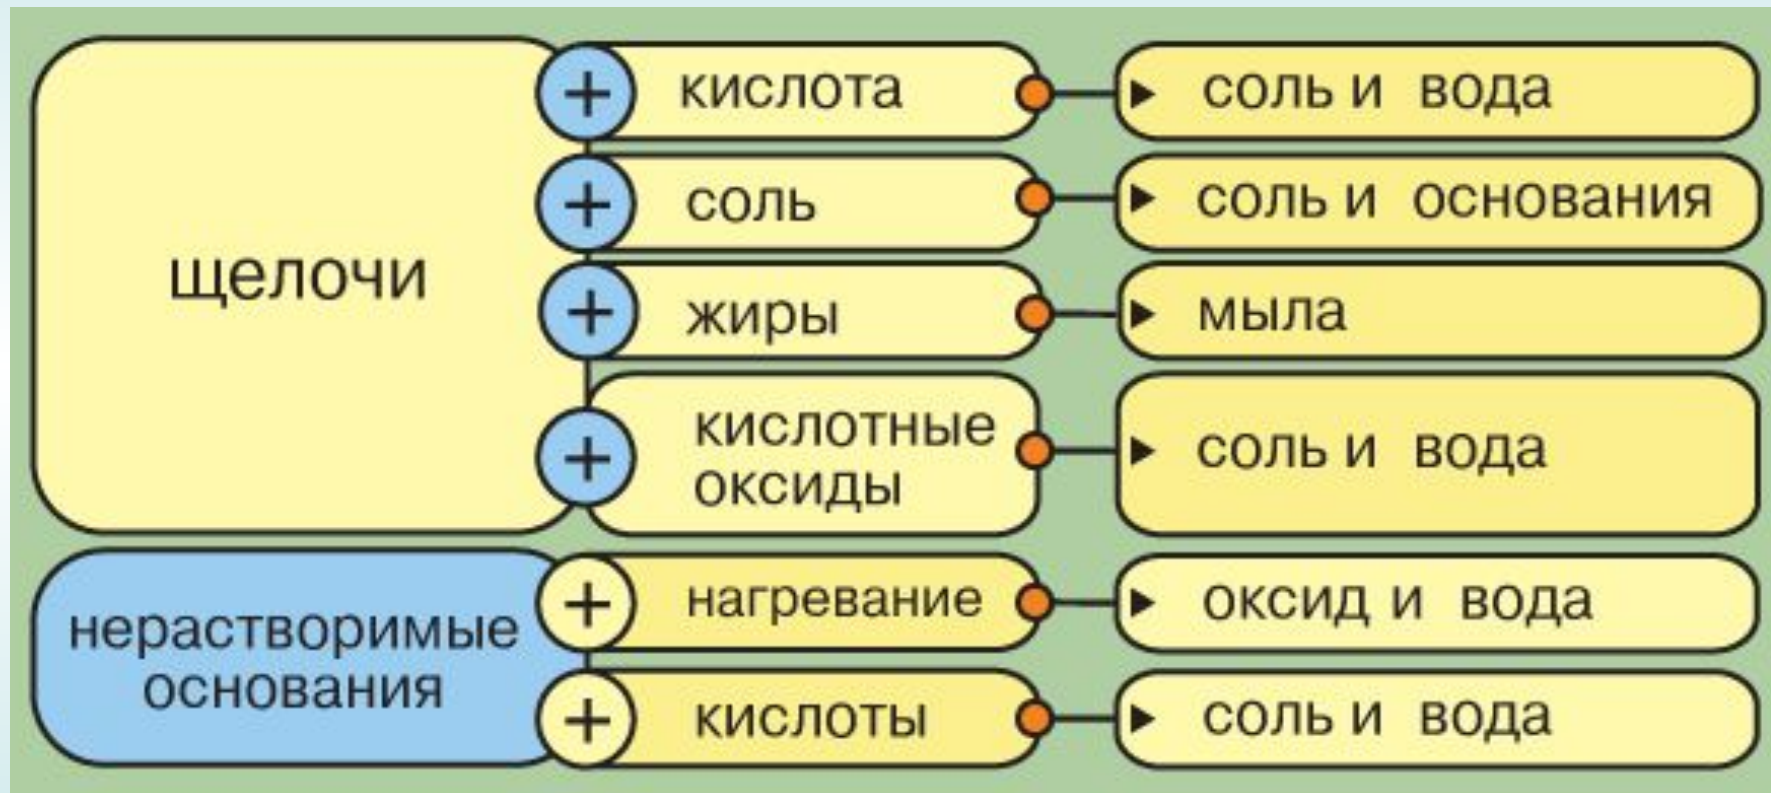 щелочи
+ кислота соль и вода
+ соль соль и основания
+ жиры мыла
+ кислотные
оксиды соль и вода
нерастворимые
основания
+ нагревание оксид и вода
+ кислоты соль и вода